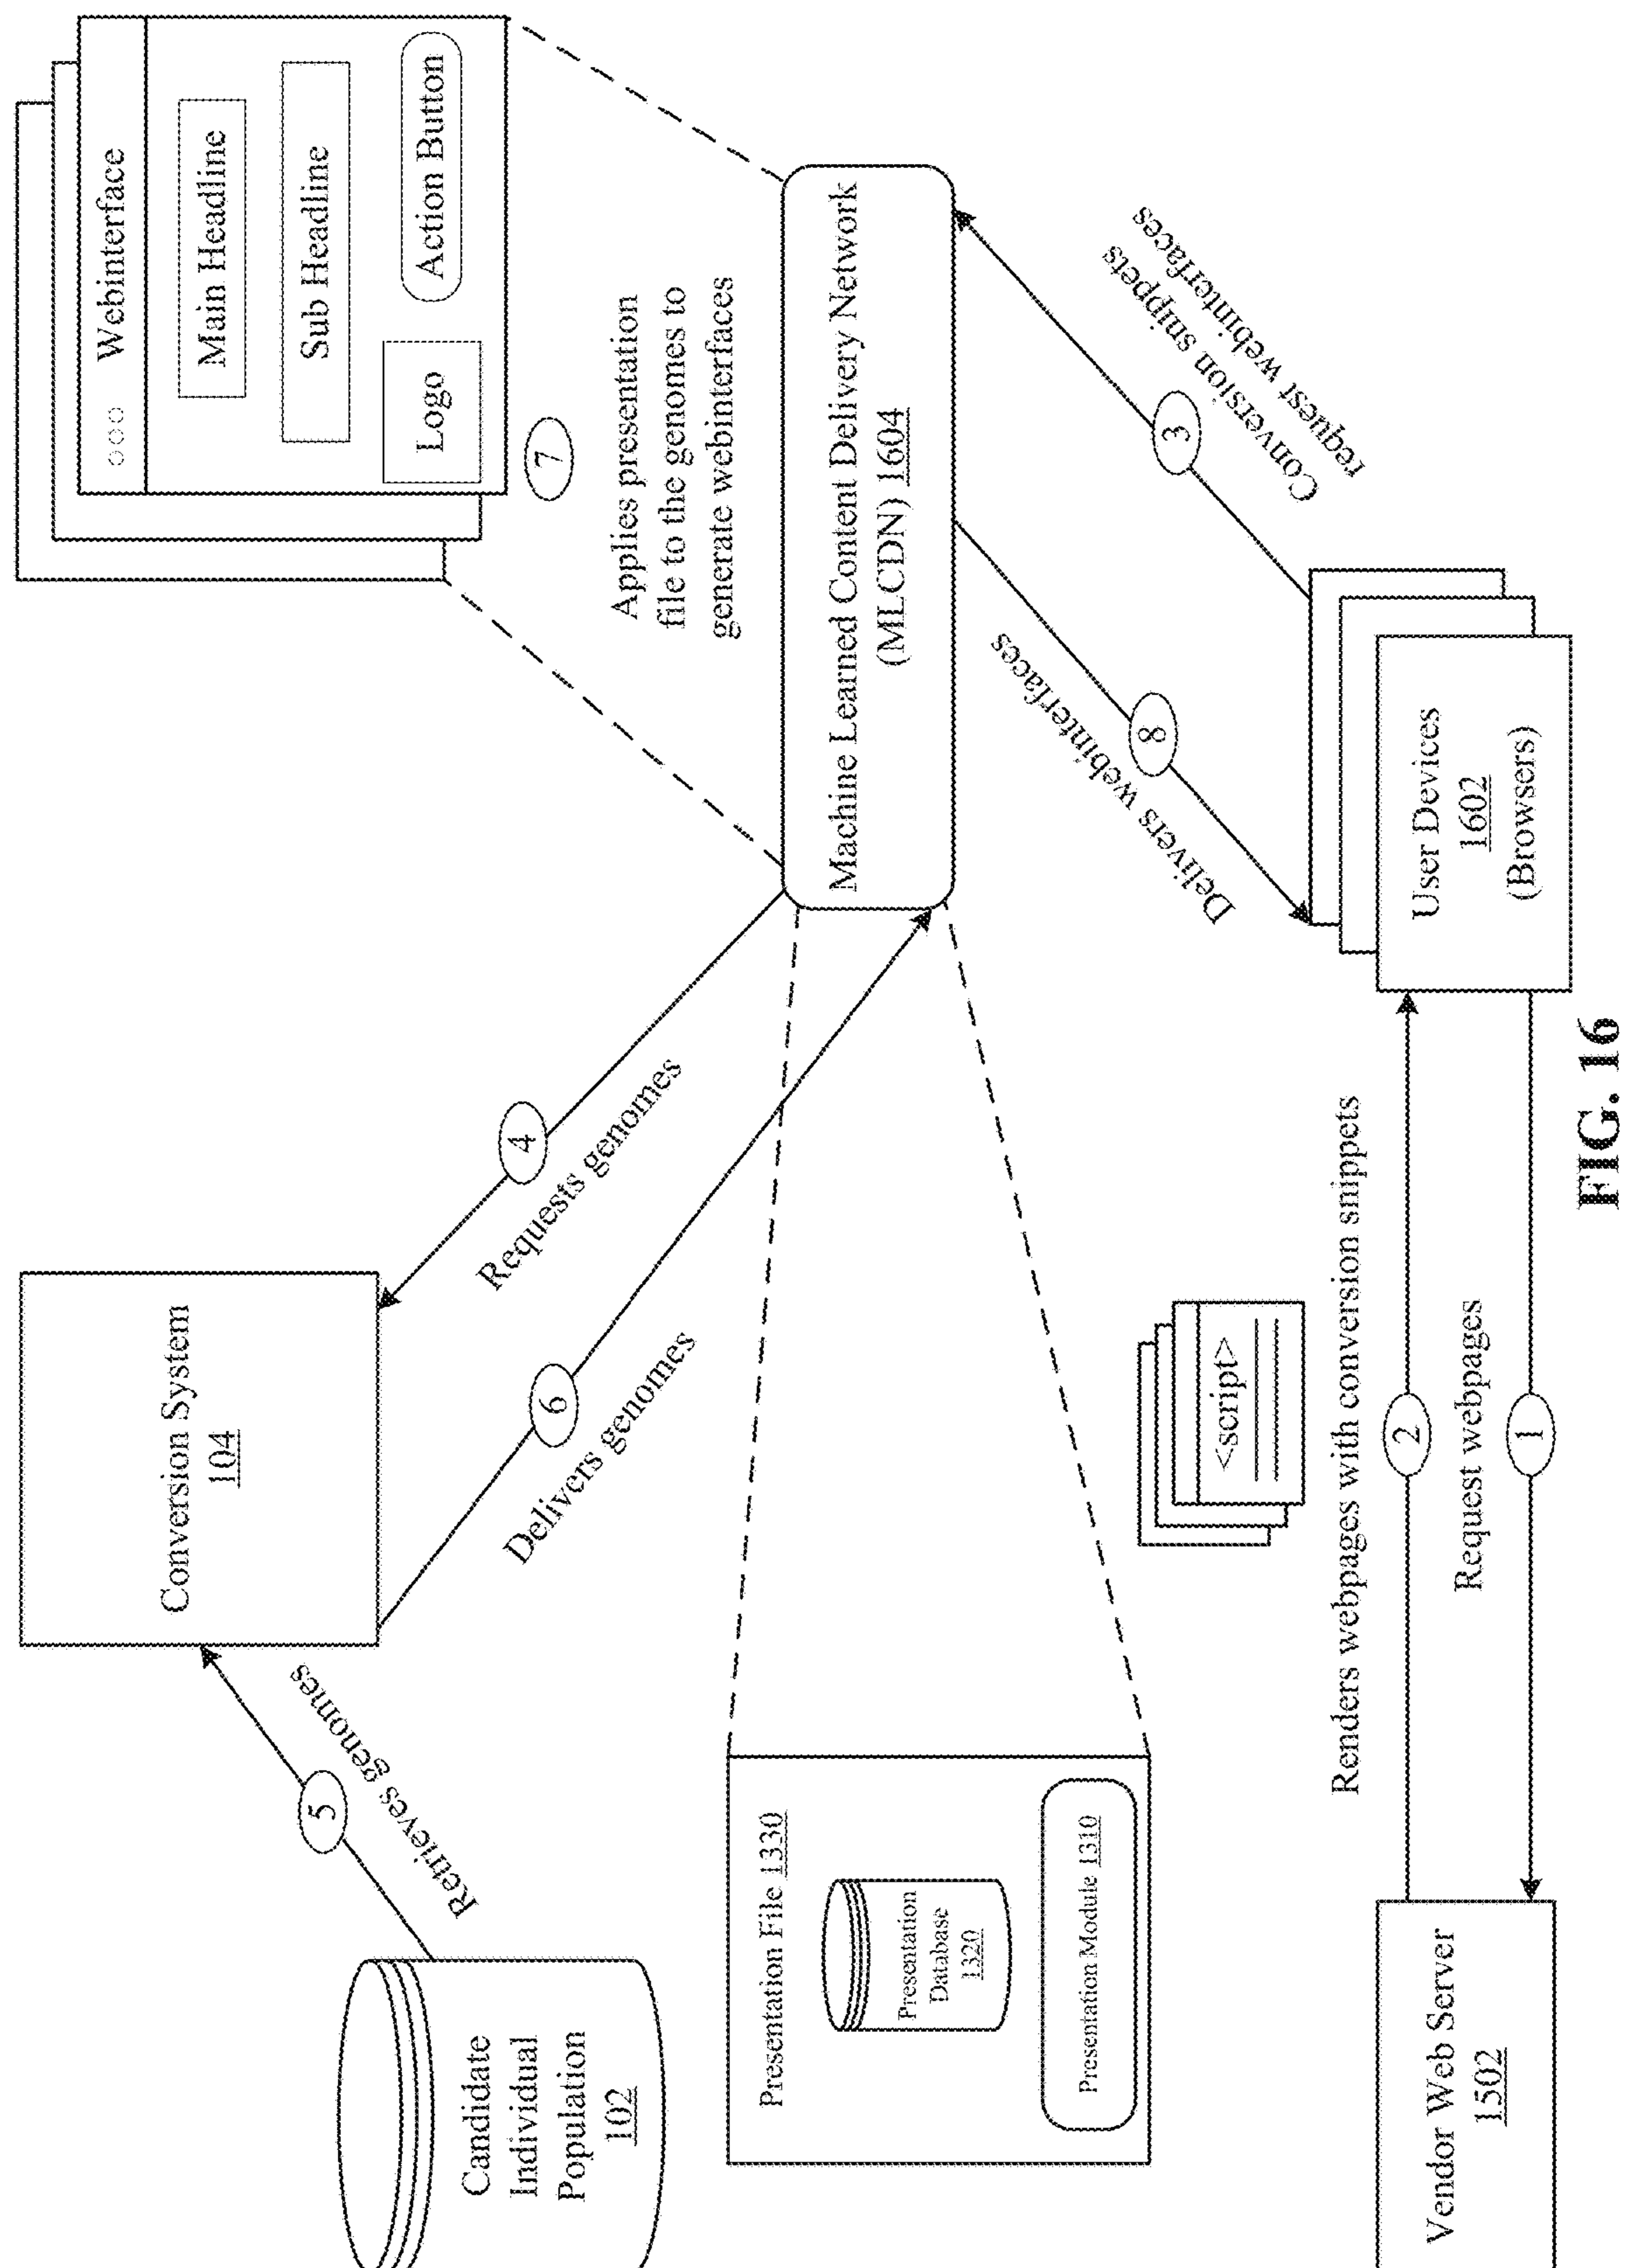 Candidate
Individual
Population
102
5
Retrieves genomes
Conversion System
104
4
Requests genomes
6
Delivers genomes
○○○ Webinterface
Main Headline
Sub Headline
Logo
Action Button
7
Applies presentation
file to the genomes to
generate webinterfaces
Presentation File 1330
Presentation
Database
1320
Presentation Module 1310
Machine Learned Content Delivery Network
(MLCDN) 1604
3
Conversion snippets
request webinterfaces
8
Delivers webinterfaces
<script>
Renders webpages with conversion snippets
2
Request webpages
1
Vendor Web Server
1502
User Devices
1602
(Browsers)
FIG. 16